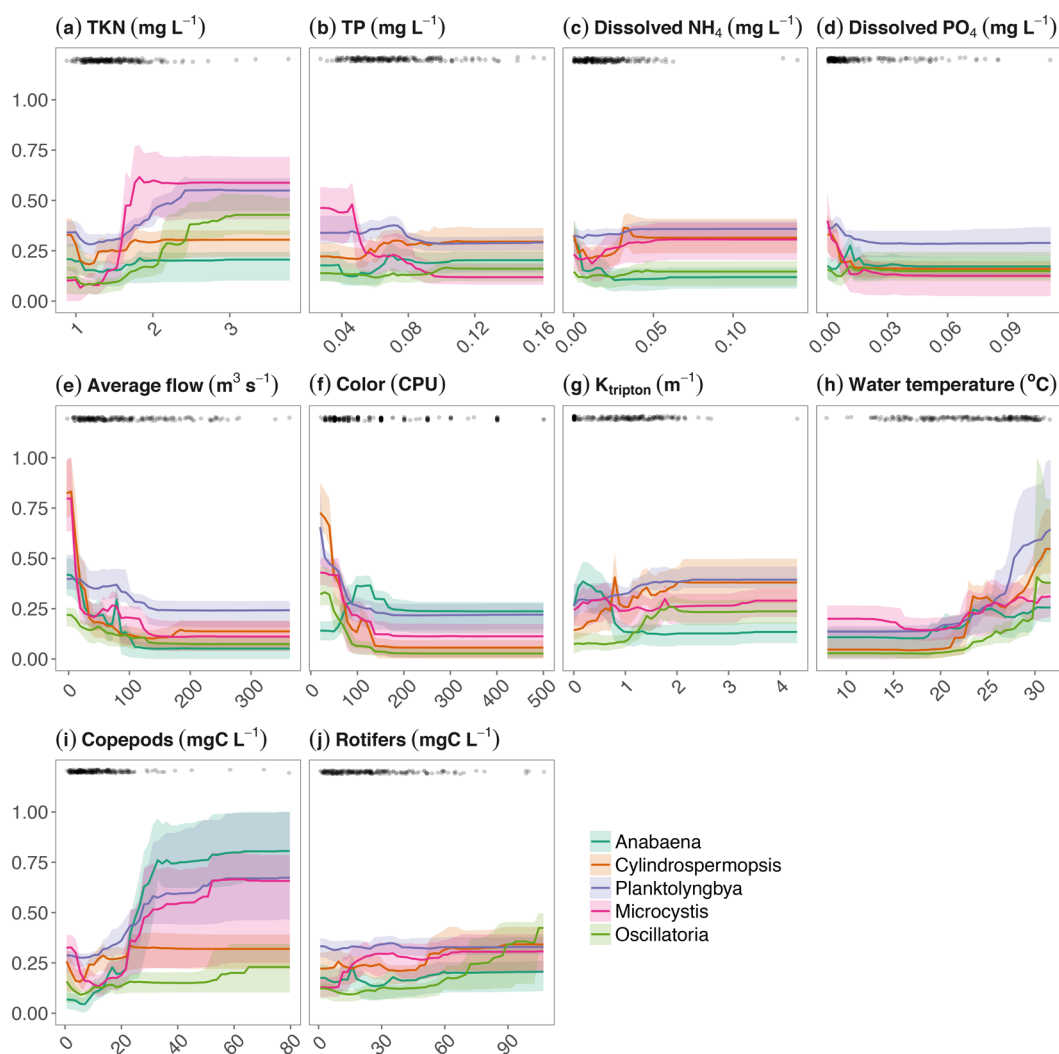 (a) TKN (mg L⁻¹)
(b) TP (mg L⁻¹)
(c) Dissolved NH₄ (mg L⁻¹)
(d) Dissolved PO₄ (mg L⁻¹)
1.00
0.75
0.50
0.25
0.00
1 2 3
0.04 0.08 0.12 0.16
0.00 0.05 0.10
0.00 0.03 0.06 0.09
(e) Average flow (m³ s⁻¹)
(f) Color (CPU)
(g) Ktripton (m⁻¹)
(h) Water temperature (°C)
1.00
0.75
0.50
0.25
0.00
0 100 200 300
0 100 200 300 400 500
0 1 2 3 4
10 15 20 25 30
(i) Copepods (mgC L⁻¹)
(j) Rotifers (mgC L⁻¹)
1.00
0.75
0.50
0.25
0.00
0 20 40 60 80
0 30 60 90
Anabaena
Cylindrospermopsis
Planktolyngbya
Microcystis
Oscillatoria